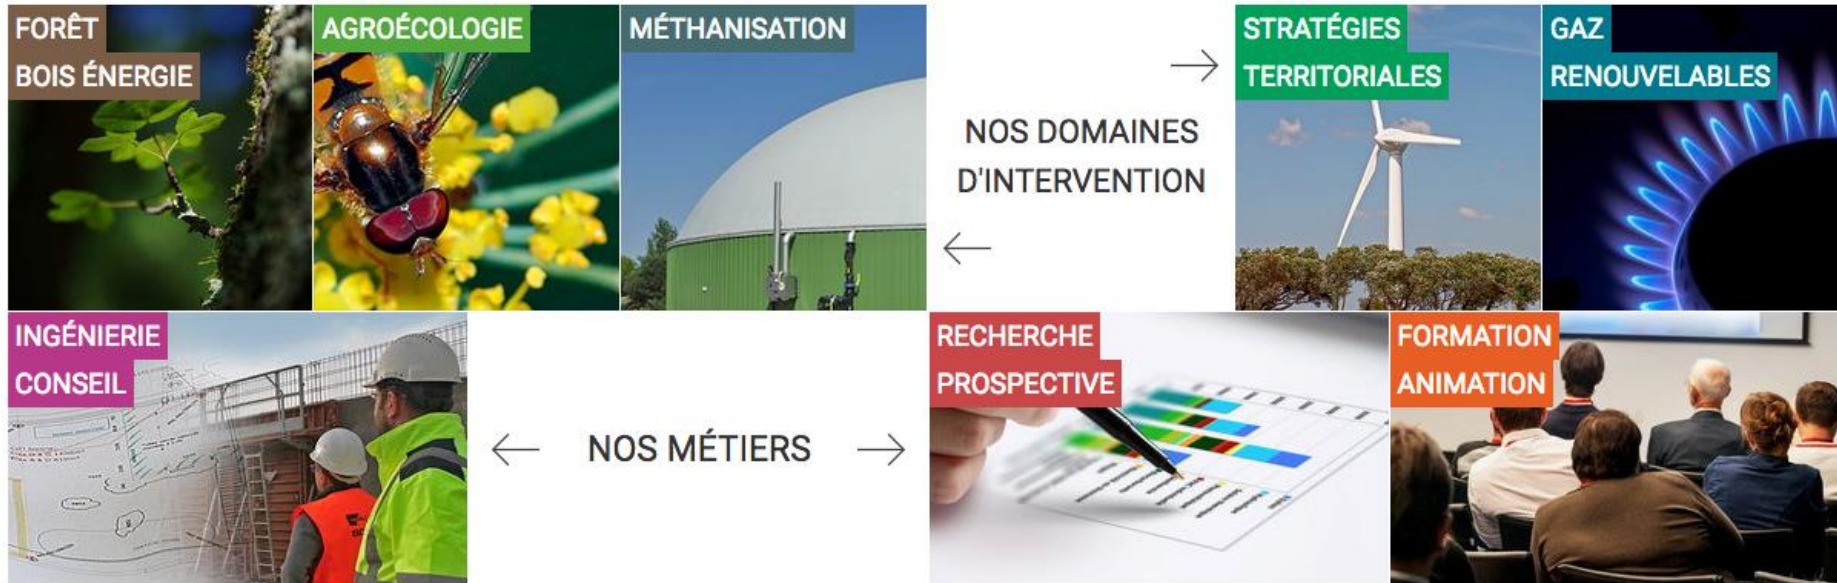 FORÊT
BOIS ÉNERGIE
AGROÉCOLOGIE
MÉTHANISATION
NOS DOMAINES
D'INTERVENTION
STRATÉGIES
TERRITORIALES
GAZ
RENOUVELABLES
INGÉNIERIE
CONSEIL
NOS MÉTIERS
RECHERCHE
PROSPECTIVE
FORMATION
ANIMATION